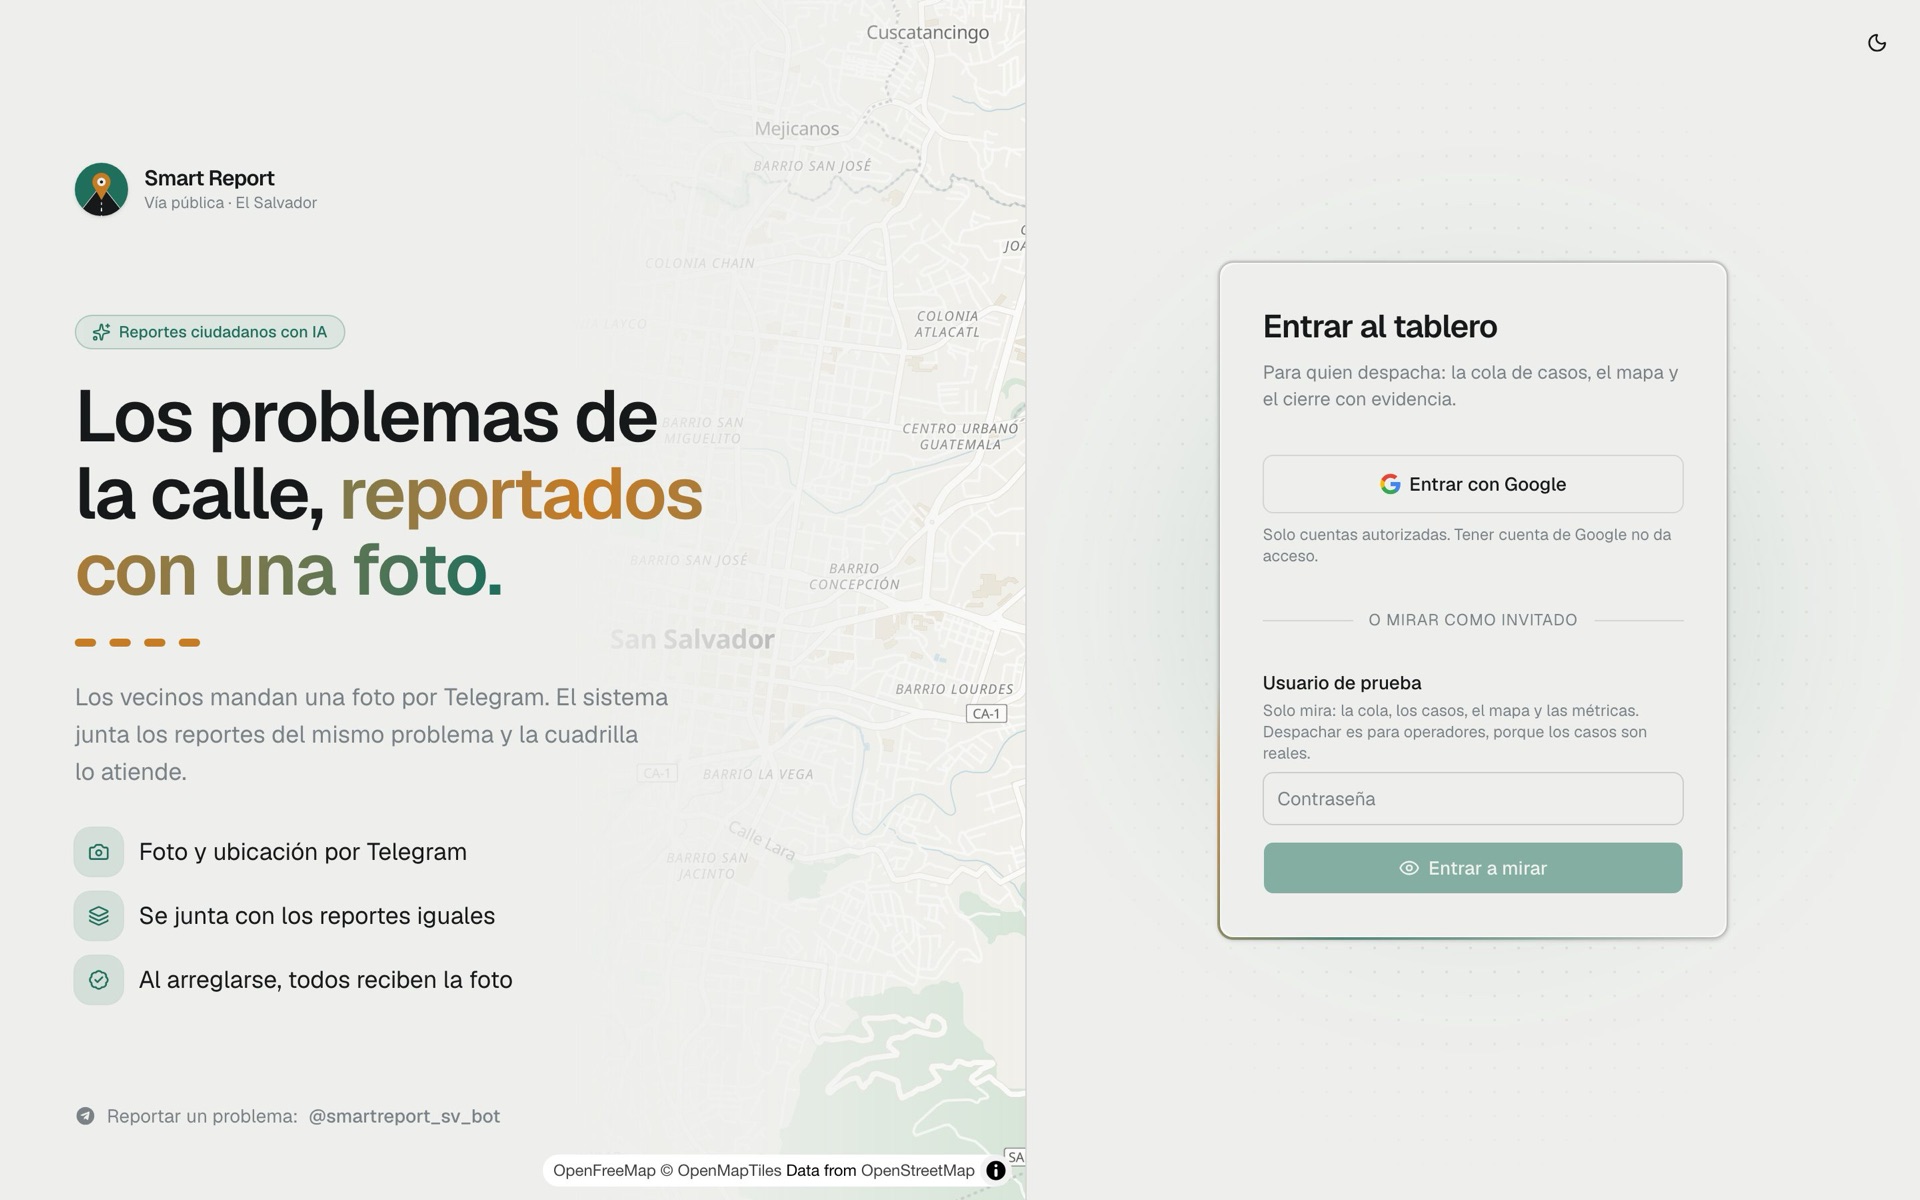 Smart Report
Vía pública · El Salvador
Reportes ciudadanos con IA
Los problemas de
la calle, reportados
con una foto.
Los vecinos mandan una foto por Telegram. El sistema
junta los reportes del mismo problema y la cuadrilla
lo atiende.
Foto y ubicación por Telegram
Se junta con los reportes iguales
Al arreglarse, todos reciben la foto
Reportar un problema: @smartreport_sv_bot
Cuscatancingo
Mejicanos
BARRIO SAN JOSÉ
COLONIA CHAIN
COLONIA
ATLACATL
BARRIO SAN
MIGUELITO
CENTRO URBANO
GUATEMALA
BARRIO SAN JOSÉ
BARRIO
CONCEPCIÓN
San Salvador
BARRIO LOURDES
CA-1
CA-1
BARRIO LA VEGA
Calle Lara
BARRIO SAN
JACINTO
SA
OpenFreeMap © OpenMapTiles Data from OpenStreetMap
Entrar al tablero
Para quien despacha: la cola de casos, el mapa y
el cierre con evidencia.
Entrar con Google
Solo cuentas autorizadas. Tener cuenta de Google no da
acceso.
O MIRAR COMO INVITADO
Usuario de prueba
Solo mira: la cola, los casos, el mapa y las métricas.
Despachar es para operadores, porque los casos son
reales.
Contraseña
Entrar a mirar